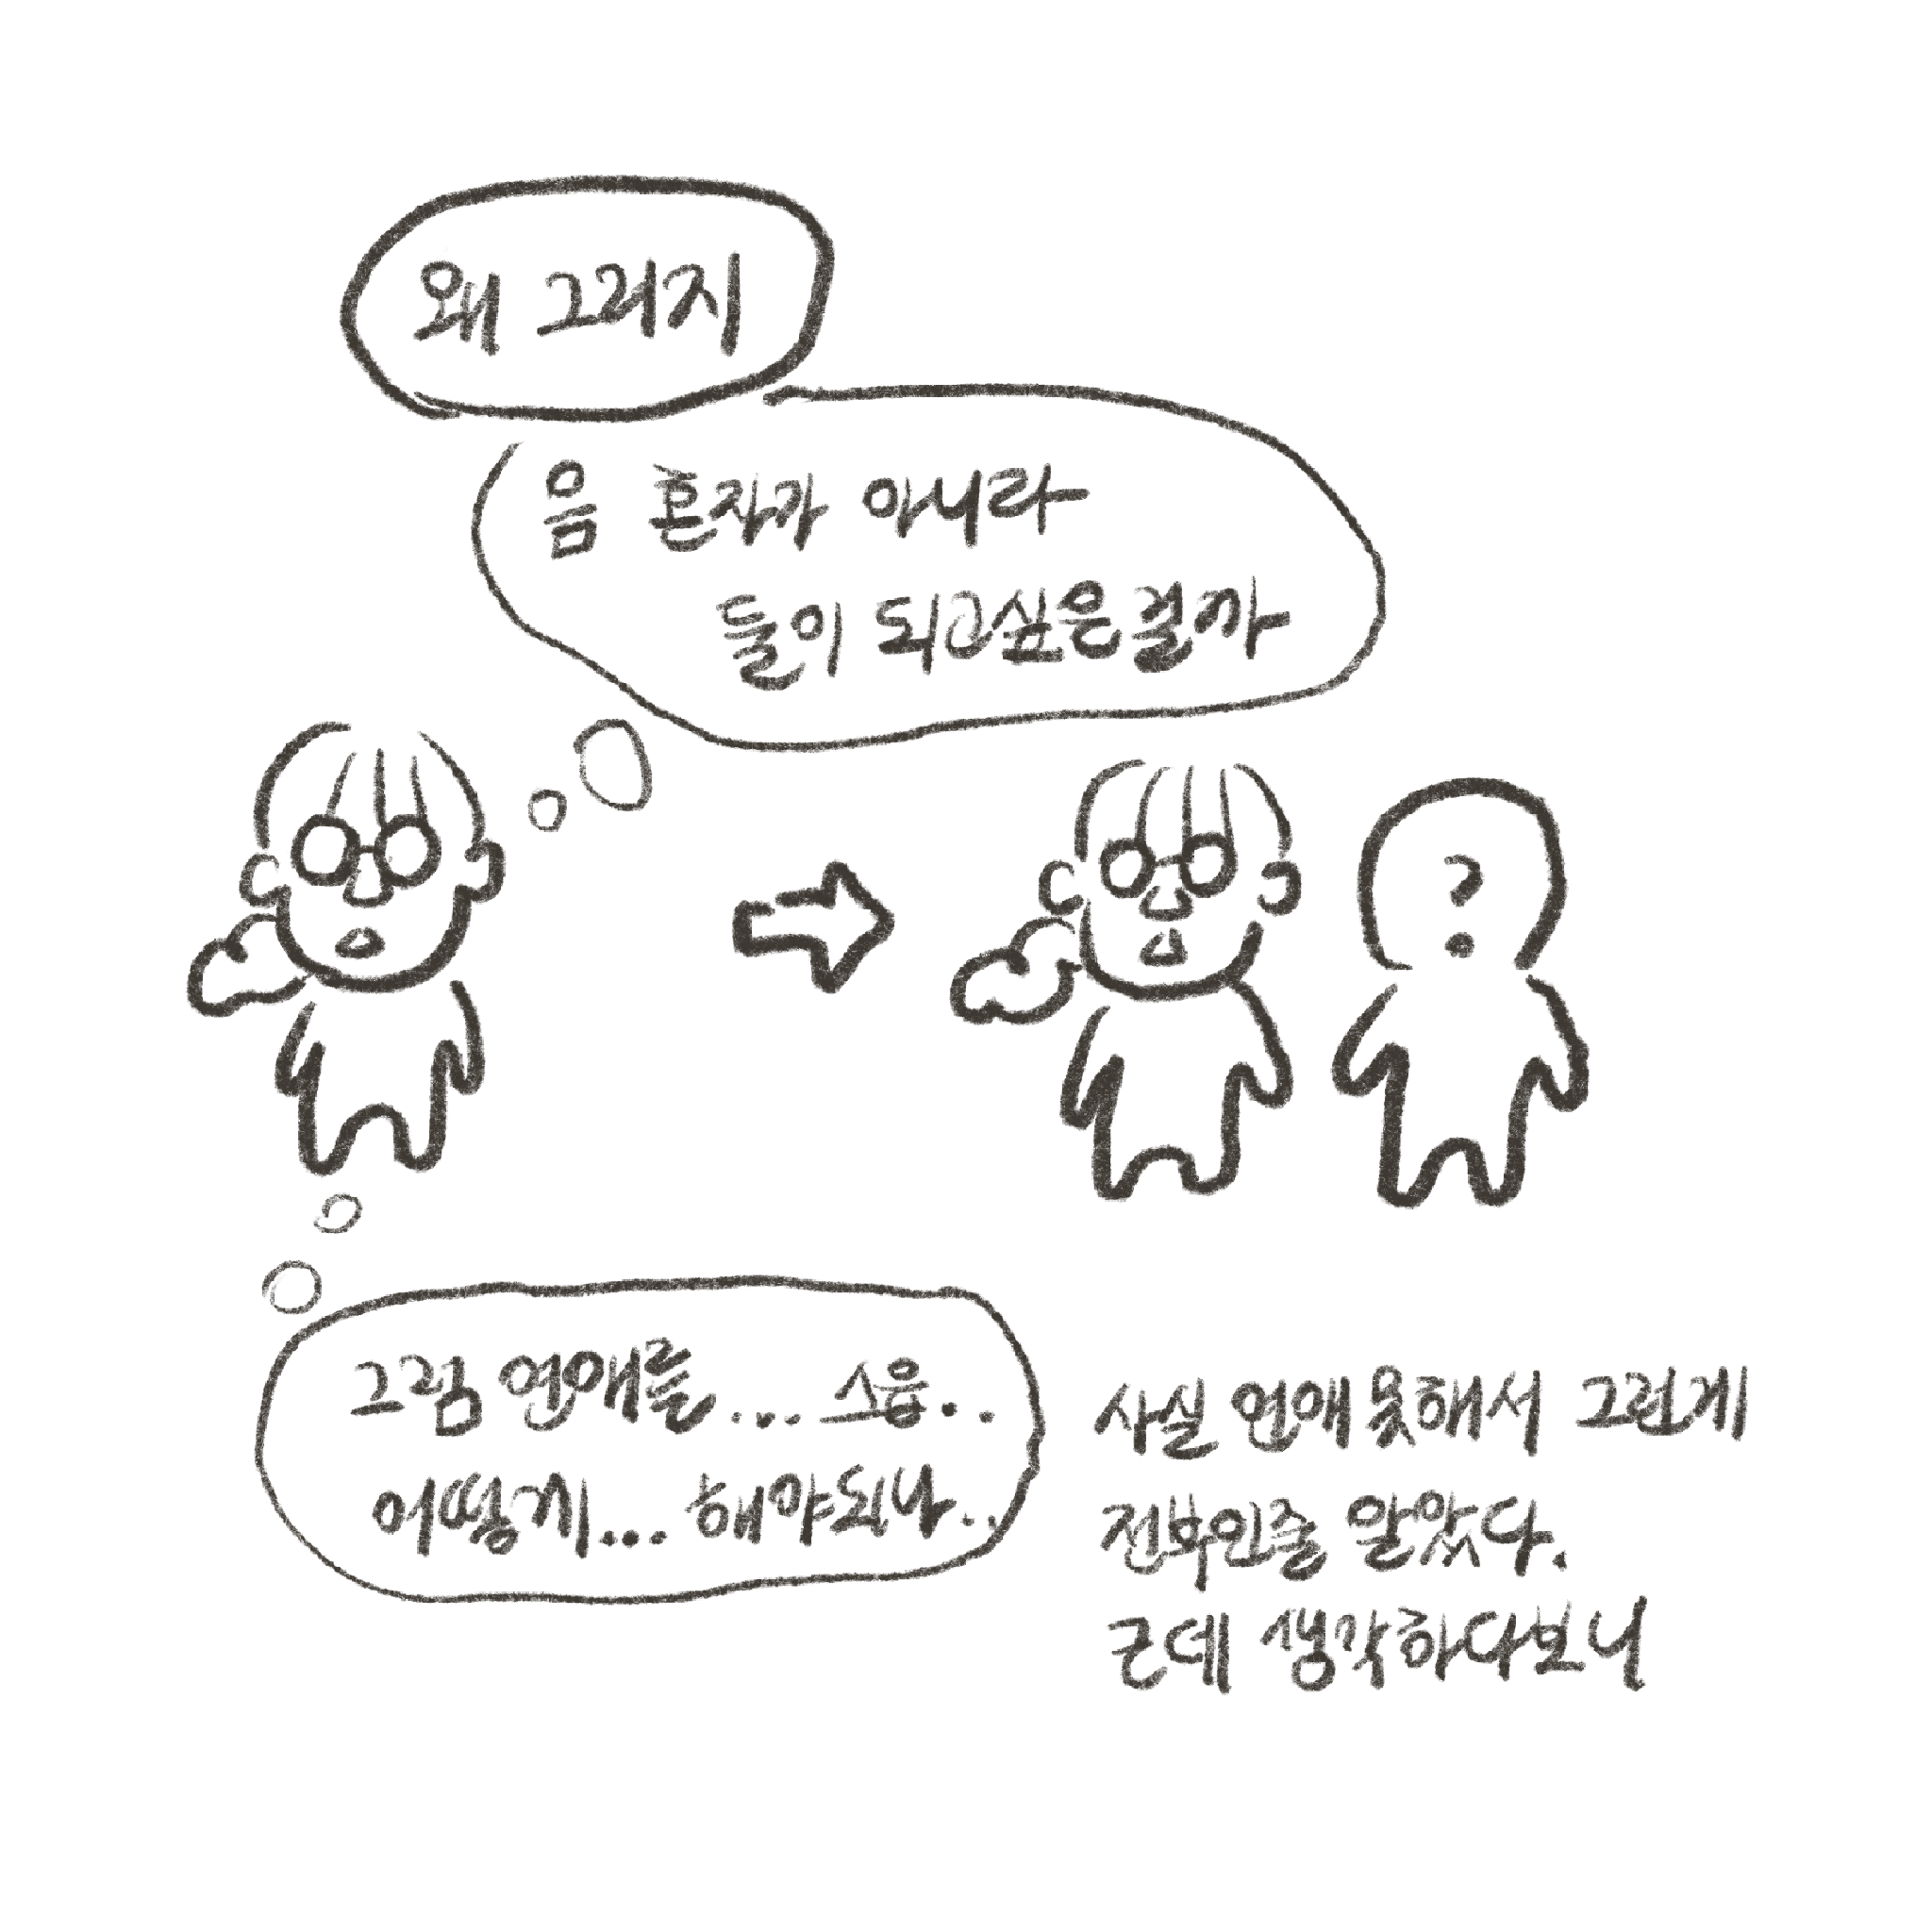 왜 그러지
음 혼자가 아니라
둘이 되고싶은걸까
?
그럼 연애를... 스읍..
어떻게... 해야되나..
사실 연애 못해서 그런게
전부인줄 알았다.
근데 생각하다보니